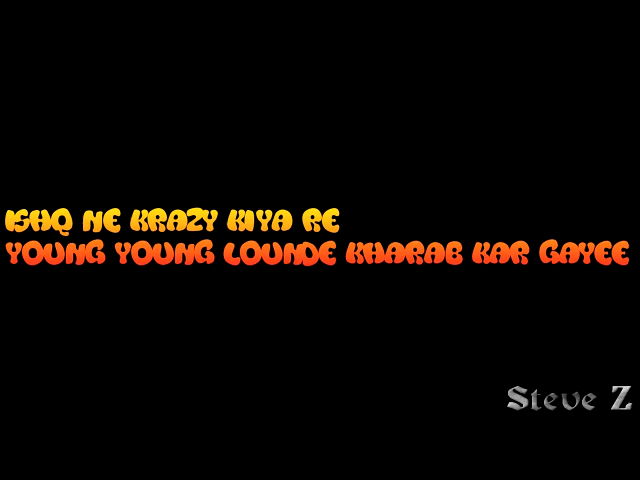 ISHQ NE KRAZY KIYA RE
YOUNG YOUNG LOUNDE KHARAB KAR GAYEE
Steve Z